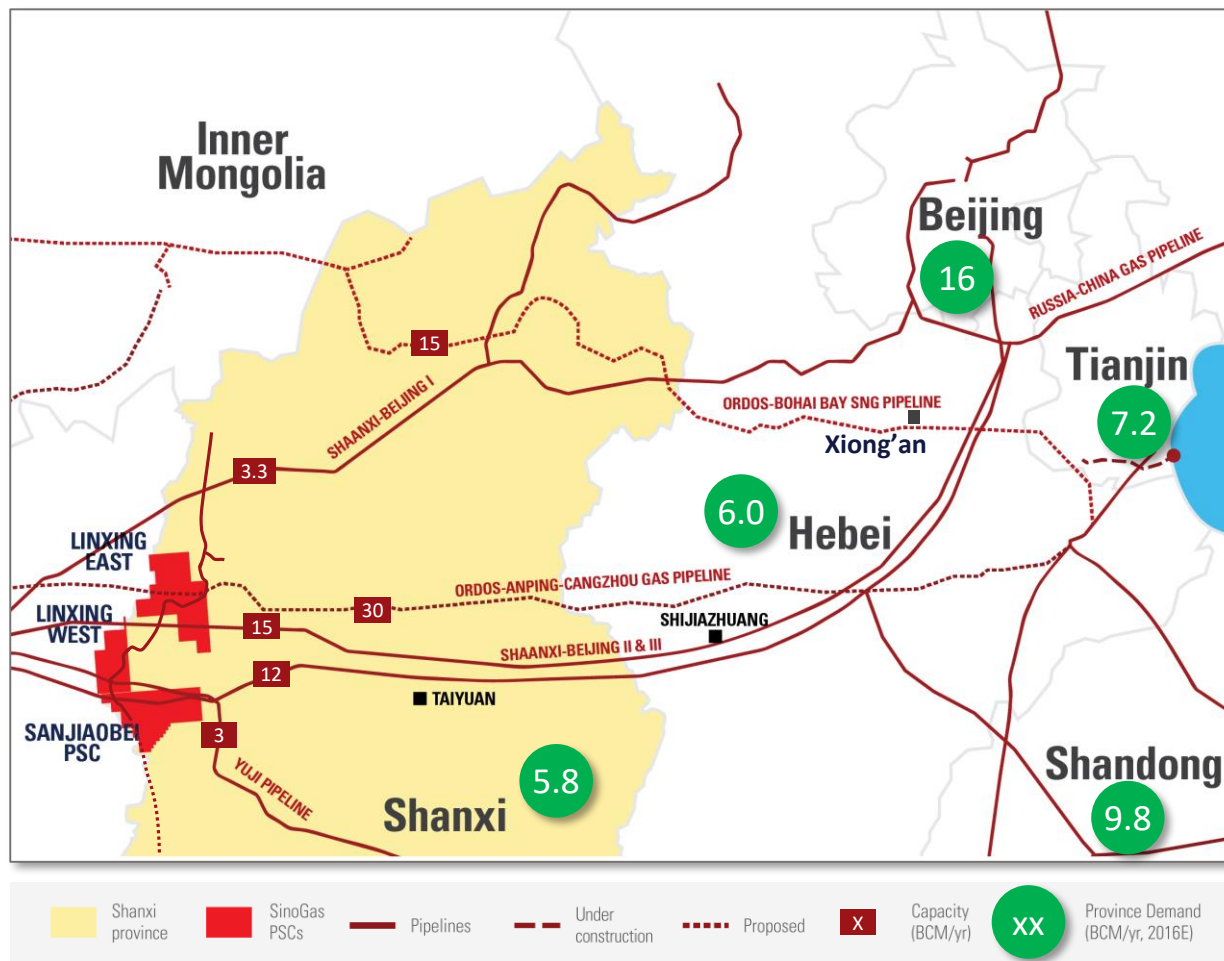 Inner
Mongolia
Beijing
16
RUSSIA-CHINA GAS PIPELINE
15
Tianjin
7.2
SHAANXI-BEIJING I
ORDOS-BOHAI BAY SNG PIPELINE
Xiong’an
3.3
6.0
Hebei
LINXING
EAST
ORDOS-ANPING-CANGZHOU GAS PIPELINE
30
LINXING
WEST
15
SHIJIAZHUANG
SHAANXI-BEIJING II & III
12
TAIYUAN
SANJIAOBEI
PSC
3
YUJI PIPELINE
5.8
Shanxi
Shandong
9.8
Shanxi
province
SinoGas
PSCs
Pipelines
Under
construction
Proposed
X
Capacity
(BCM/yr)
xx
Province Demand
(BCM/yr, 2016E)